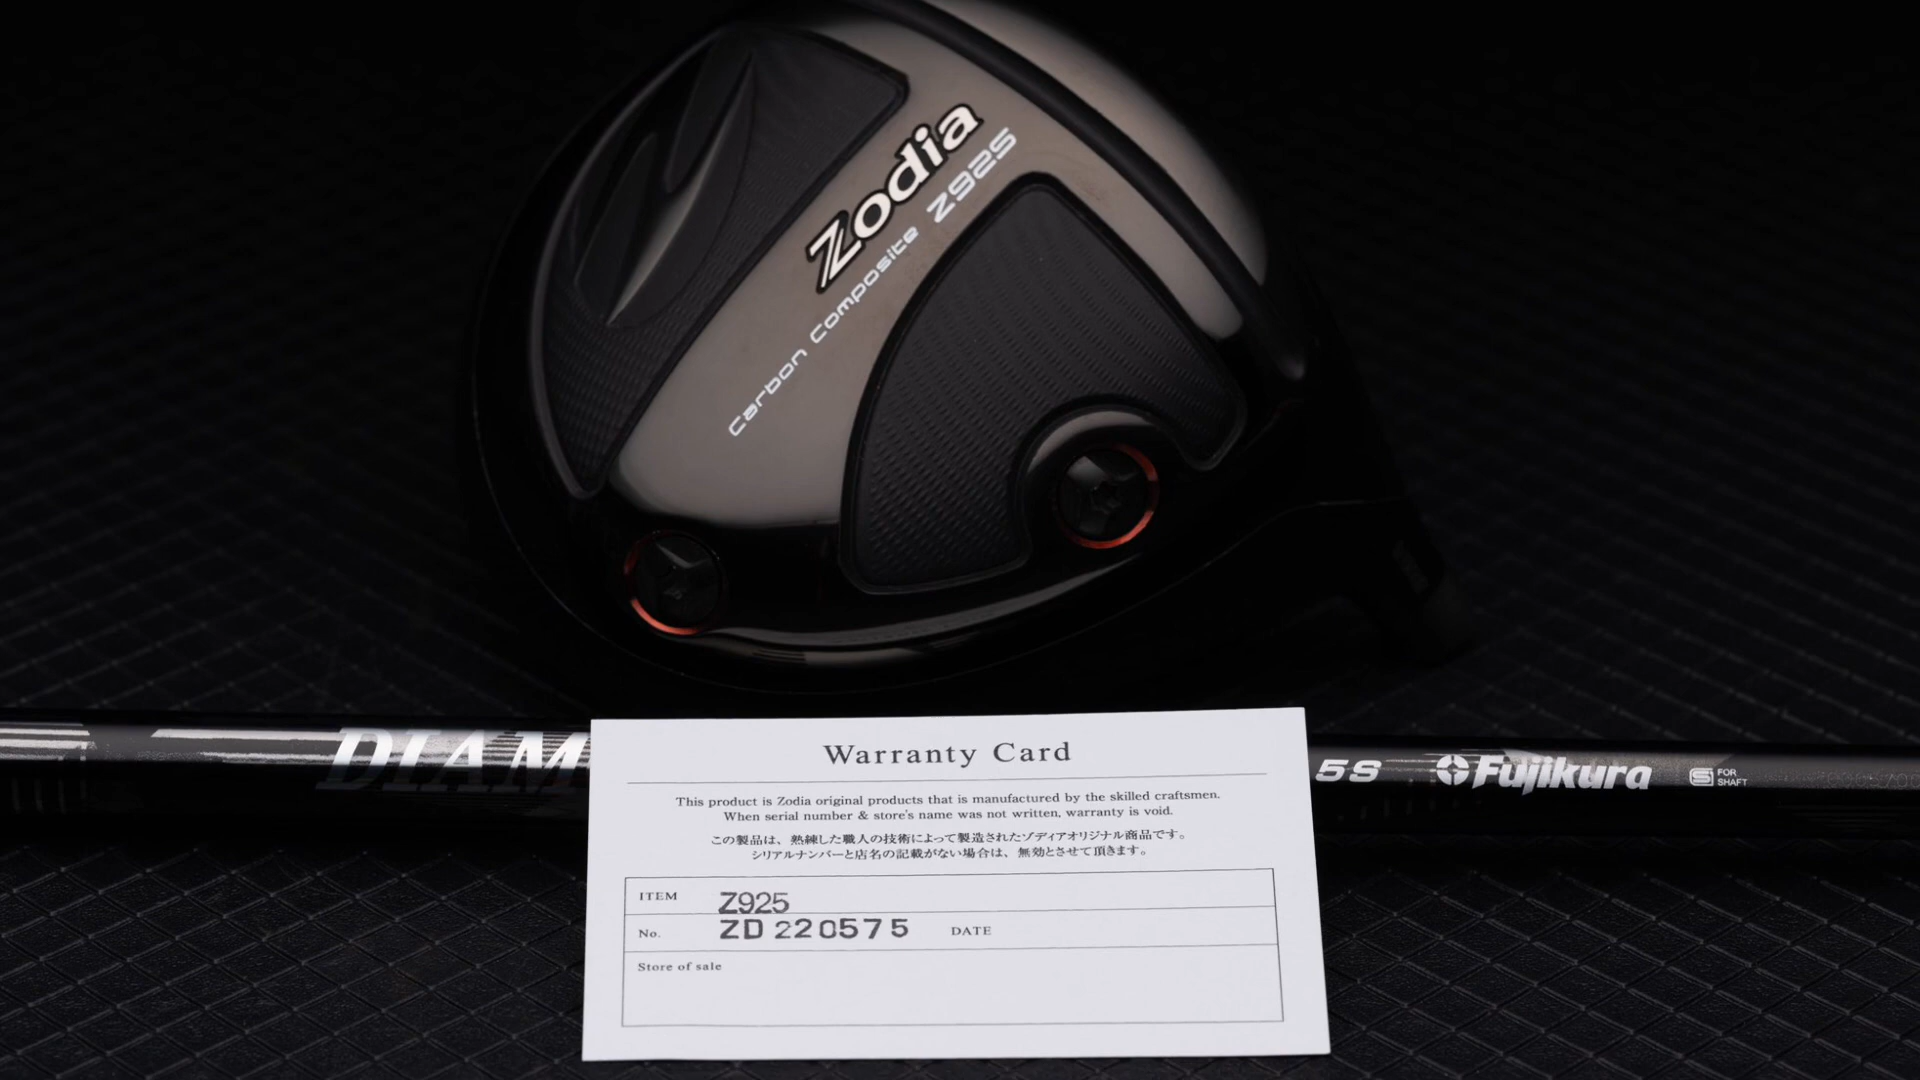 Zodia
Carbon Composite Z925
DIAM
5S Fujikura
FOR
SHAFT
Warranty Card
This product is Zodia original products that is manufactured by the skilled craftsmen.
When serial number & store's name was not written, warranty is void.
この製品は、熟練した職人の技術によって製造されたゾディアオリジナル商品です。
シリアルナンバーと店名の記載がない場合は、無効とさせて頂きます。
ITEM Z925
No. ZD 220575 DATE
Store of sale